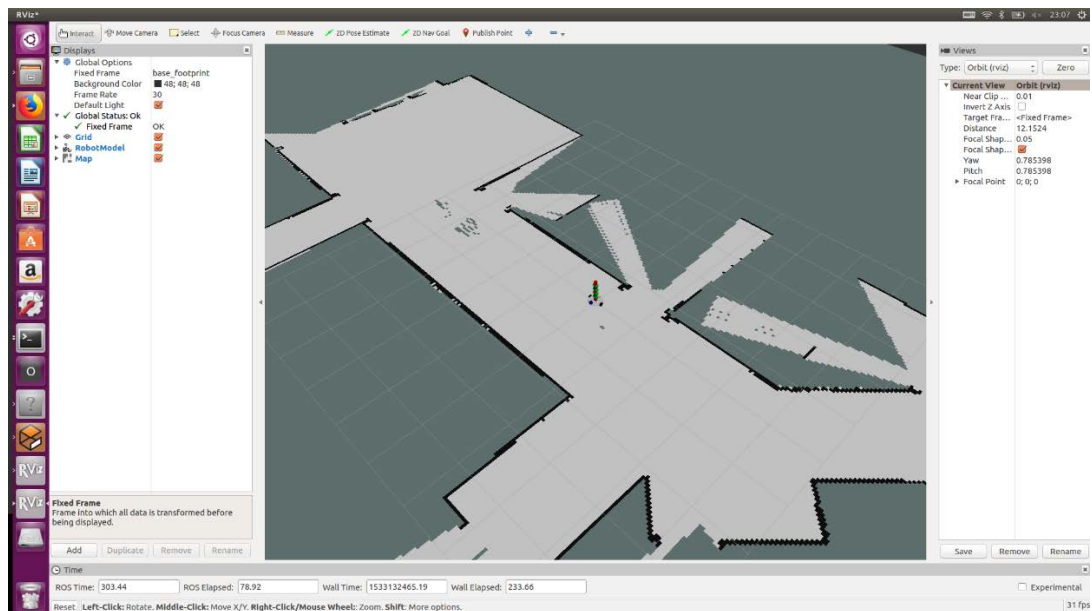 RViz*
23:07
Interact Move Camera Select Focus Camera Measure 2D Pose Estimate 2D Nav Goal Publish Point
Displays
Global Options
Fixed Frame base_footprint
Background Color 48; 48; 48
Frame Rate 30
Default Light
Global Status: Ok
Fixed Frame OK
Grid
RobotModel
Map
Fixed Frame
Frame into which all data is transformed before
being displayed.
Add Duplicate Remove Rename
Views
Type: Orbit (rviz) Zero
Current View Orbit (rviz)
Near Clip ... 0.01
Invert Z Axis
Target Fra... <Fixed Frame>
Distance 12.1524
Focal Shap... 0.05
Focal Shap...
Yaw 0.785398
Pitch 0.785398
Focal Point 0; 0; 0
Save Remove Rename
Time
ROS Time: 303.44 ROS Elapsed: 78.92 Wall Time: 1533132465.19 Wall Elapsed: 233.66 Experimental
Reset Left-Click: Rotate. Middle-Click: Move X/Y. Right-Click/Mouse Wheel: Zoom. Shift: More options. 31 fps
RViz
RViz